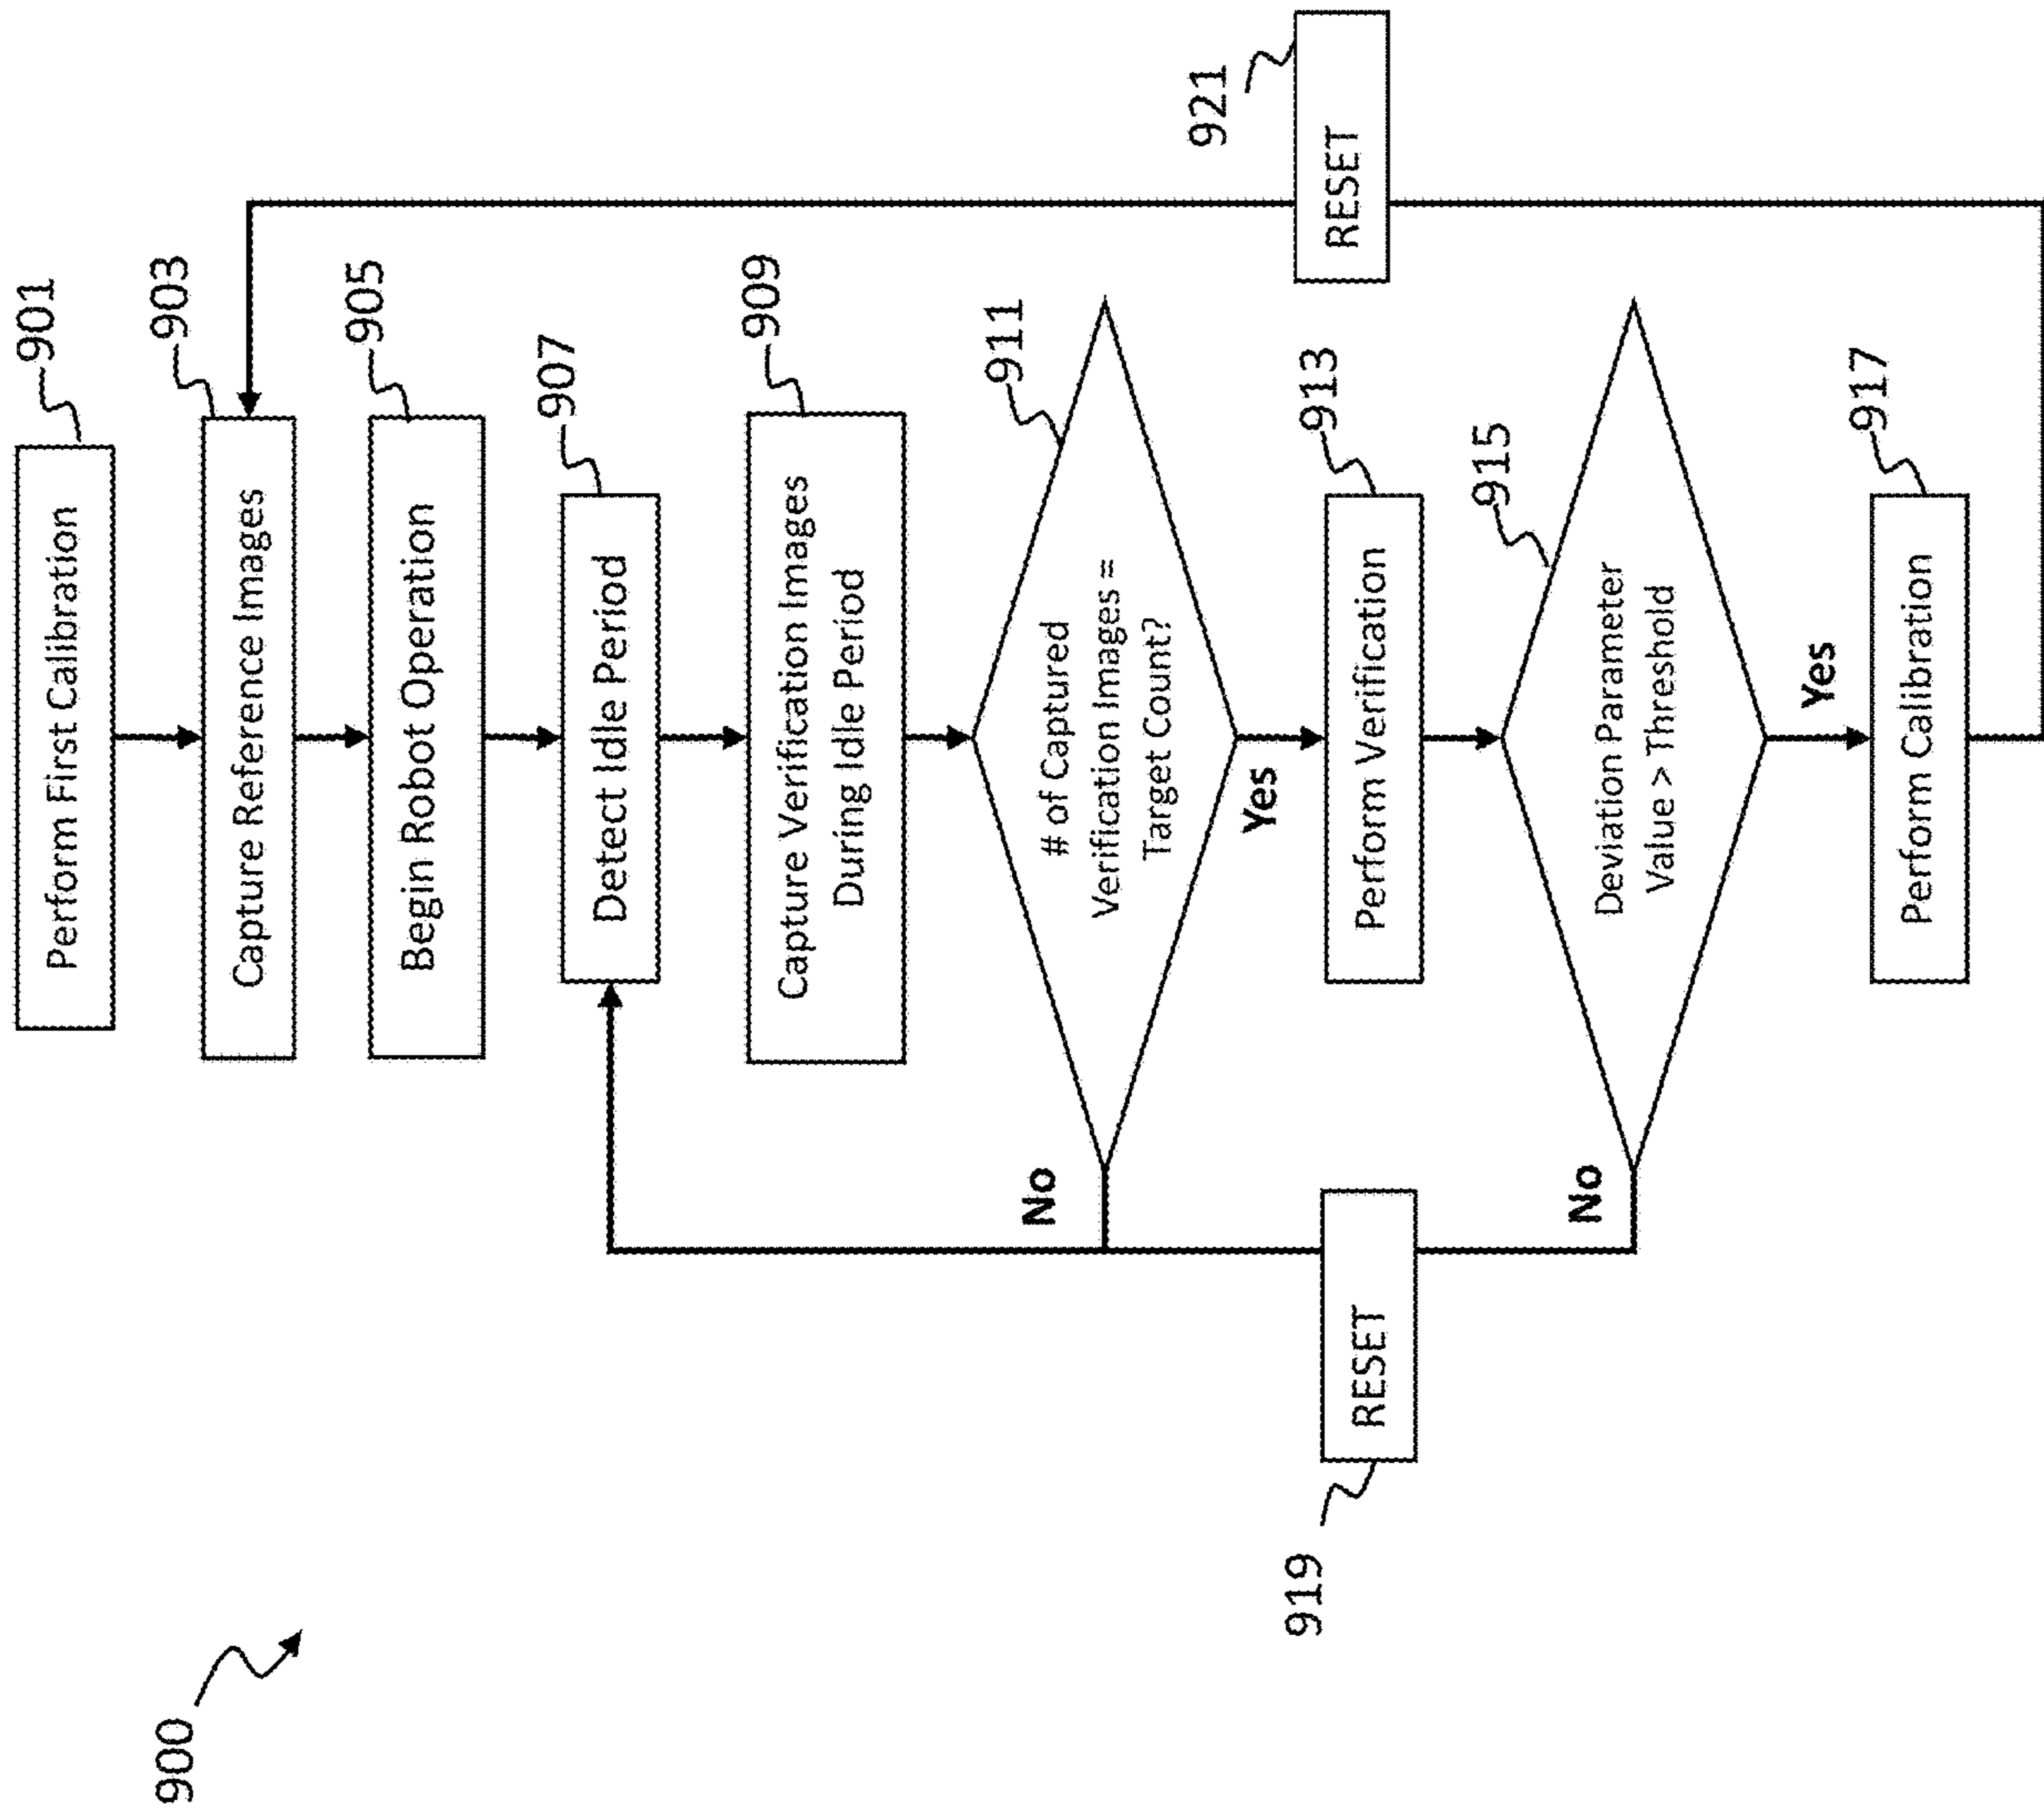 900
Perform First Calibration
901
Capture Reference Images
903
Begin Robot Operation
905
Detect Idle Period
907
Capture Verification Images
During Idle Period
909
# of Captured
Verification Images =
Target Count?
911
No
Yes
Perform Verification
913
Deviation Parameter
Value > Threshold
915
No
Yes
Perform Calibration
917
RESET
919
RESET
921